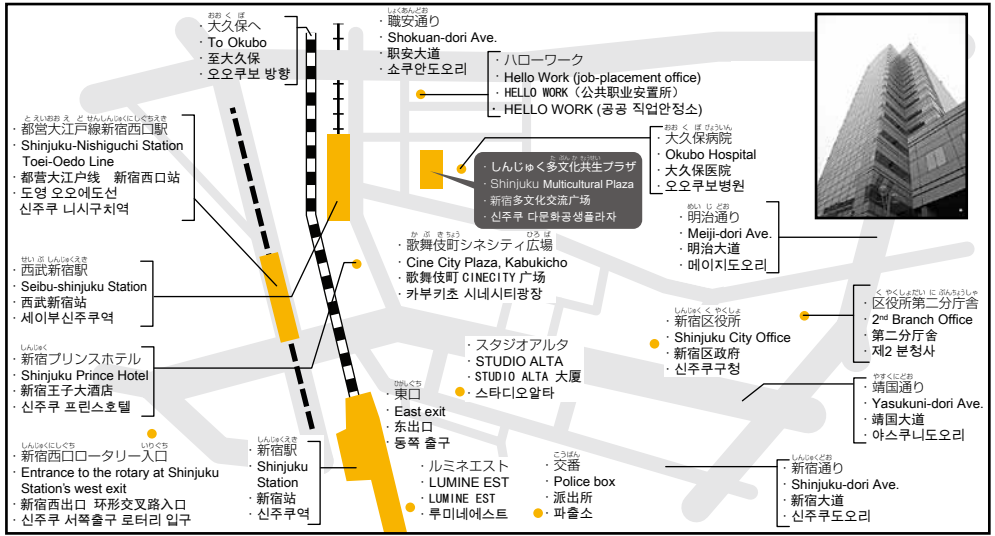 おおくぼ
· 大久保へ
· To Okubo
· 至大久保
· 오오쿠보 방향
しょくあんどお
· 職安通り
· Shokuan-dori Ave.
· 职安大道
· 쇼쿠안도오리
· ハローワーク
· Hello Work (job-placement office)
· HELLO WORK（公共职业安置所）
· HELLO WORK (공공 직업안정소)
とえいおおえどせんしんじゅくにしぐちえき
· 都営大江戸線新宿西口駅
· Shinjuku-Nishiguchi Station
Toei-Oedo Line
· 都营大江户线　新宿西口站
· 도영 오오에도선
신주쿠 니시구치역
おおくぼびょういん
· 大久保病院
· Okubo Hospital
· 大久保医院
· 오오쿠보병원
たぶんかきょうせい
· しんじゅく多文化共生プラザ
· Shinjuku Multicultural Plaza
· 新宿多文化交流广场
· 신주쿠 다문화공생플라자
めいじどお
· 明治通り
· Meiji-dori Ave.
· 明治大道
· 메이지도오리
かぶきちょう ひろば
· 歌舞伎町シネシティ広場
· Cine City Plaza, Kabukicho
· 歌舞伎町 CINECITY 广场
· 카부키쵸 시네시티광장
せいぶしんじゅくえき
· 西武新宿駅
· Seibu-shinjuku Station
· 西武新宿站
· 세이부신주쿠역
くやくしょだいにぶんちょうしゃ
· 区役所第二分庁舎
· 2nd Branch Office
· 第二分厅舍
· 제2 분청사
しんじゅくくやくしょ
· 新宿区役所
· Shinjuku City Office
· 新宿区政府
· 신주쿠구청
しんじゅく
· 新宿プリンスホテル
· Shinjuku Prince Hotel
· 新宿王子大酒店
· 신주쿠 프린스호텔
· スタジオアルタ
· STUDIO ALTA
· STUDIO ALTA 大厦
· 스타디오알타
やすくにどお
· 靖国通り
· Yasukuni-dori Ave.
· 靖国大道
· 야스쿠니도오리
ひがしぐち
· 東口
· East exit
· 东出口
· 동쪽 출구
しんじゅくにしぐち いりぐち
· 新宿西口ロータリー入口
· Entrance to the rotary at Shinjuku
Station's west exit
· 新宿西出口 环形交叉路入口
· 신주쿠 서쪽출구 로터리 입구
しんじゅくえき
· 新宿駅
· Shinjuku
Station
· 新宿站
· 신주쿠역
· ルミネエスト
· LUMINE EST
· LUMINE EST
· 루미네에스트
こうばん
· 交番
· Police box
· 派出所
· 파출소
しんじゅくどお
· 新宿通り
· Shinjuku-dori Ave.
· 新宿大道
· 신주쿠도오리